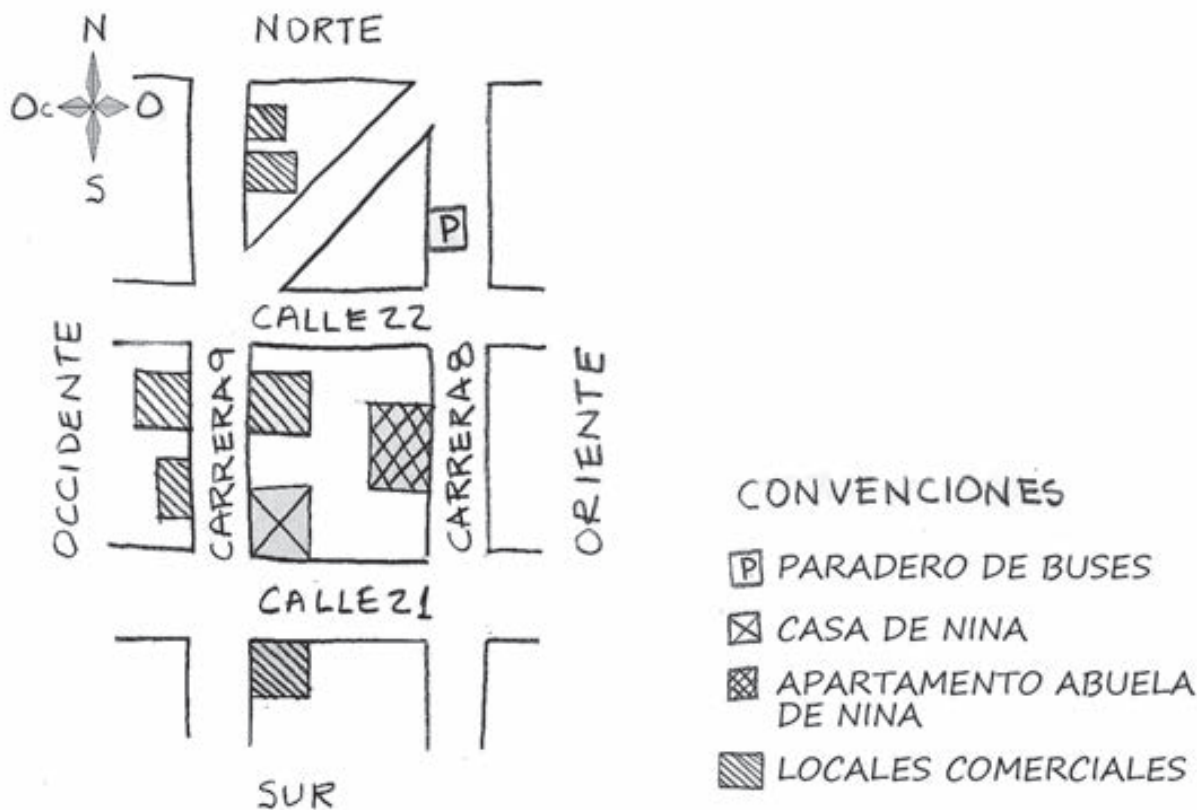 N
NORTE
Oc O
S
P
CALLE 22
OCCIDENTE
CARRERA 9
CARRERA 8
ORIENTE
CALLE 21
SUR
CONVENCIONES
P PARADERO DE BUSES
CASA DE NINA
APARTAMENTO ABUELA
DE NINA
LOCALES COMERCIALES